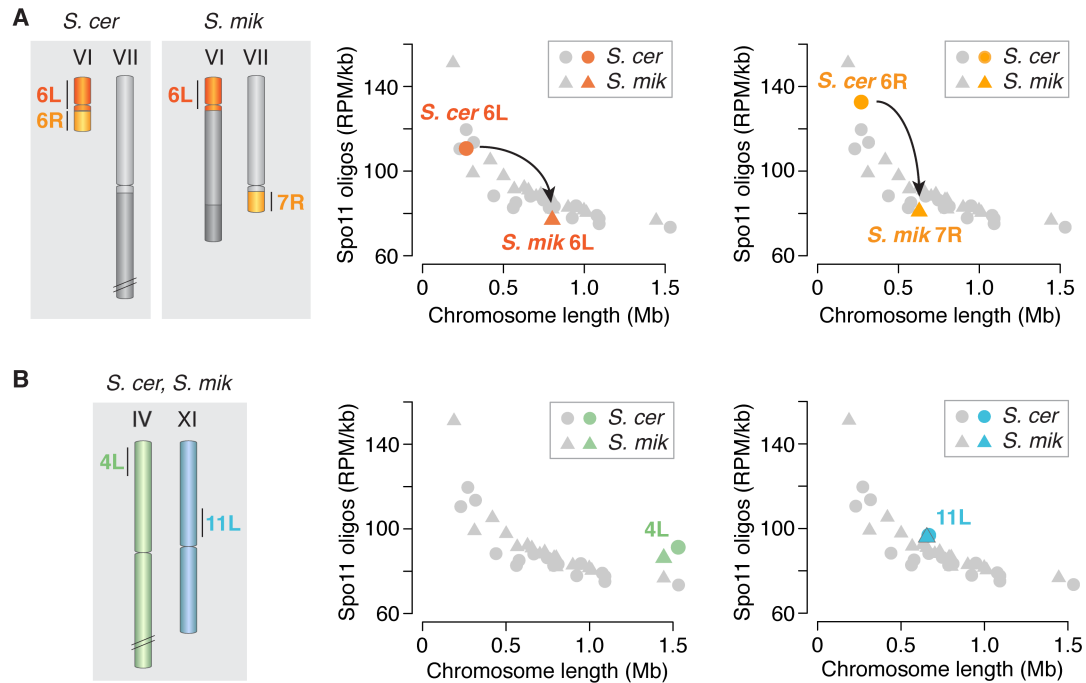 A
S. cer
S. mik
VI
VII
VI
VII
6L
6R
6L
7R
Spo11 oligos (RPM/kb)
140
100
60
0
0.5
1.0
1.5
Chromosome length (Mb)
S. cer
S. mik
S. cer 6L
S. mik 6L
Spo11 oligos (RPM/kb)
140
100
60
0
0.5
1.0
1.5
Chromosome length (Mb)
S. cer
S. mik
S. cer 6R
S. mik 7R
B
S. cer, S. mik
IV
XI
4L
11L
Spo11 oligos (RPM/kb)
140
100
60
0
0.5
1.0
1.5
Chromosome length (Mb)
S. cer
S. mik
4L
Spo11 oligos (RPM/kb)
140
100
60
0
0.5
1.0
1.5
Chromosome length (Mb)
S. cer
S. mik
11L